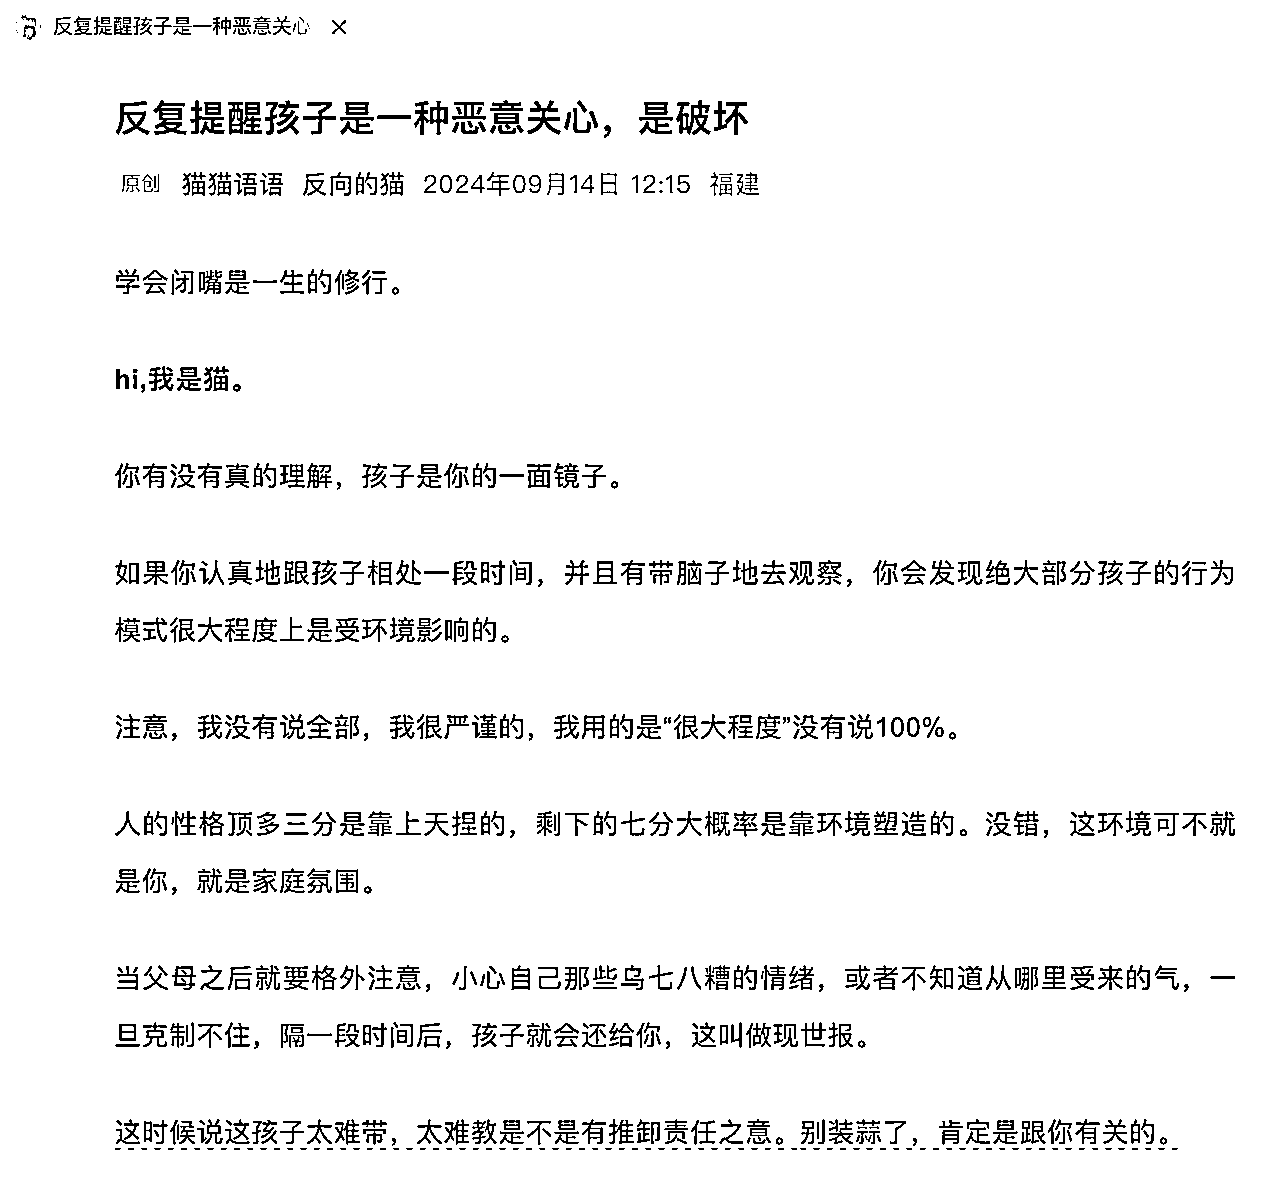 反复提醒孩子是一种恶意关心 ×
反复提醒孩子是一种恶意关心，是破坏
原创 猫猫语语 反向的猫 2024年09月14日 12:15 福建
学会闭嘴是一生的修行。
hi,我是猫。
你有没有真的理解，孩子是你的一面镜子。
如果你认真地跟孩子相处一段时间，并且有带脑子地去观察，你会发现绝大部分孩子的行为
模式很大程度上是受环境影响的。
注意，我没有说全部，我很严谨的，我用的是“很大程度”没有说100%。
人的性格顶多三分是靠上天捏的，剩下的七分大概率是靠环境塑造的。没错，这环境可不就
是你，就是家庭氛围。
当父母之后就要格外注意，小心自己那些乌七八糟的情绪，或者不知道从哪里受来的气，一
旦克制不住，隔一段时间后，孩子就会还给你，这叫做现世报。
这时候说这孩子太难带，太难教是不是有推卸责任之意。别装蒜了，肯定是跟你有关的。